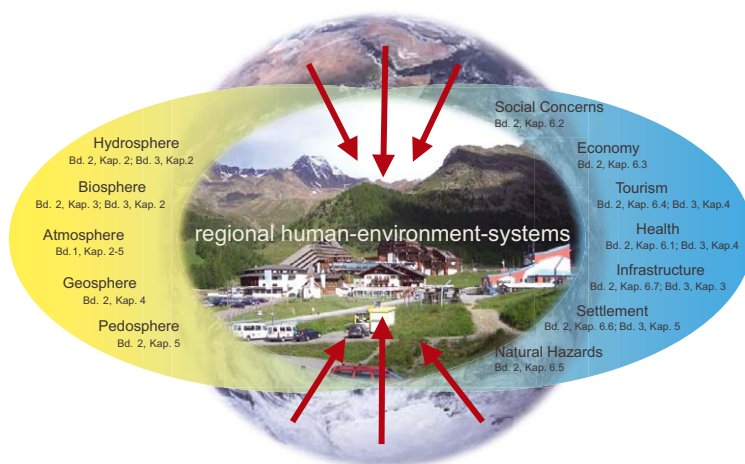 Hydrosphere
Bd. 2, Kap. 2; Bd. 3, Kap.2
Biosphere
Bd. 2, Kap. 3; Bd. 3, Kap. 2
Atmosphere
Bd. 1, Kap. 2-5
Geosphere
Bd. 2, Kap. 4
Pedosphere
Bd. 2, Kap. 5
regional human-environment-systems
Social Concerns
Bd. 2, Kap. 6.2
Economy
Bd. 2, Kap. 6.3
Tourism
Bd. 2, Kap. 6.4; Bd. 3, Kap.4
Health
Bd. 2, Kap. 6.1; Bd. 3, Kap.4
Infrastructure
Bd. 2, Kap. 6.7; Bd. 3, Kap. 3
Settlement
Bd. 2, Kap. 6.6; Bd. 3, Kap. 5
Natural Hazards
Bd. 2, Kap. 6.5